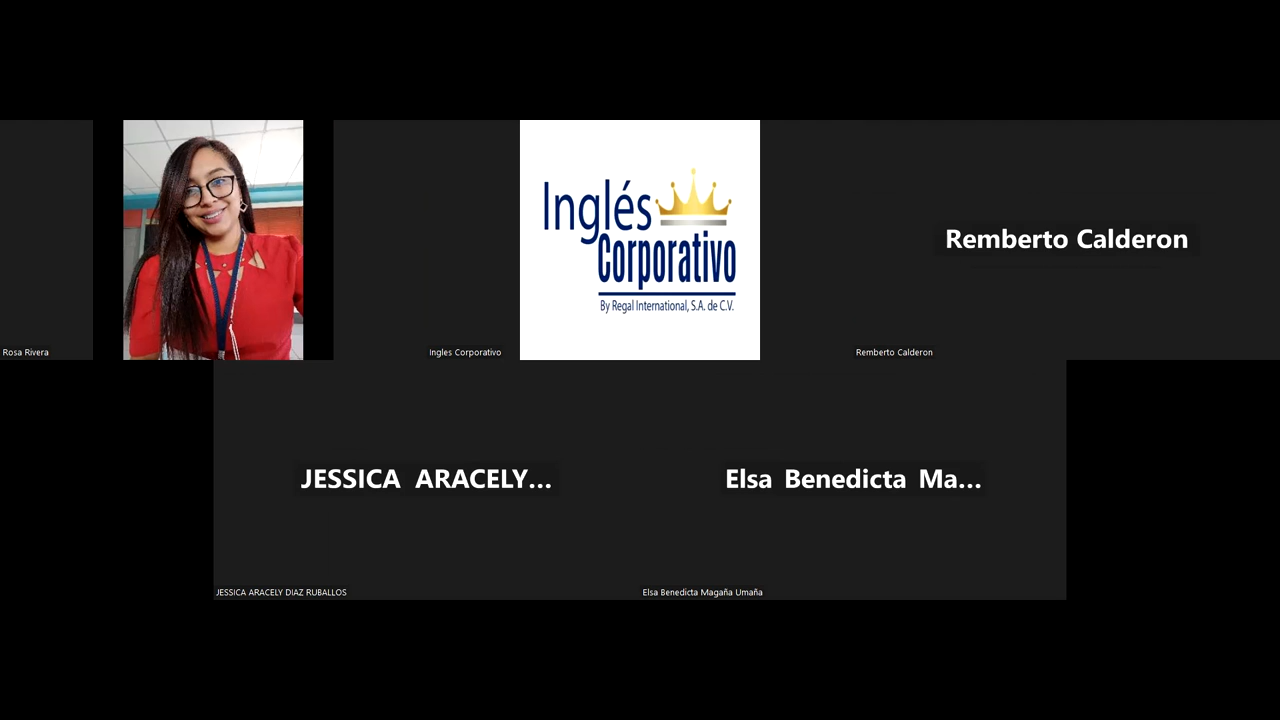 Inglés
Corporativo
By Regal International, S.A. de C.V.
Remberto Calderon
Rosa Rivera
Ingles Corporativo
Remberto Calderon
JESSICA ARACELY...
Elsa Benedicta Ma...
JESSICA ARACELY DIAZ RUBALLOS
Elsa Benedicta Magaña Umaña